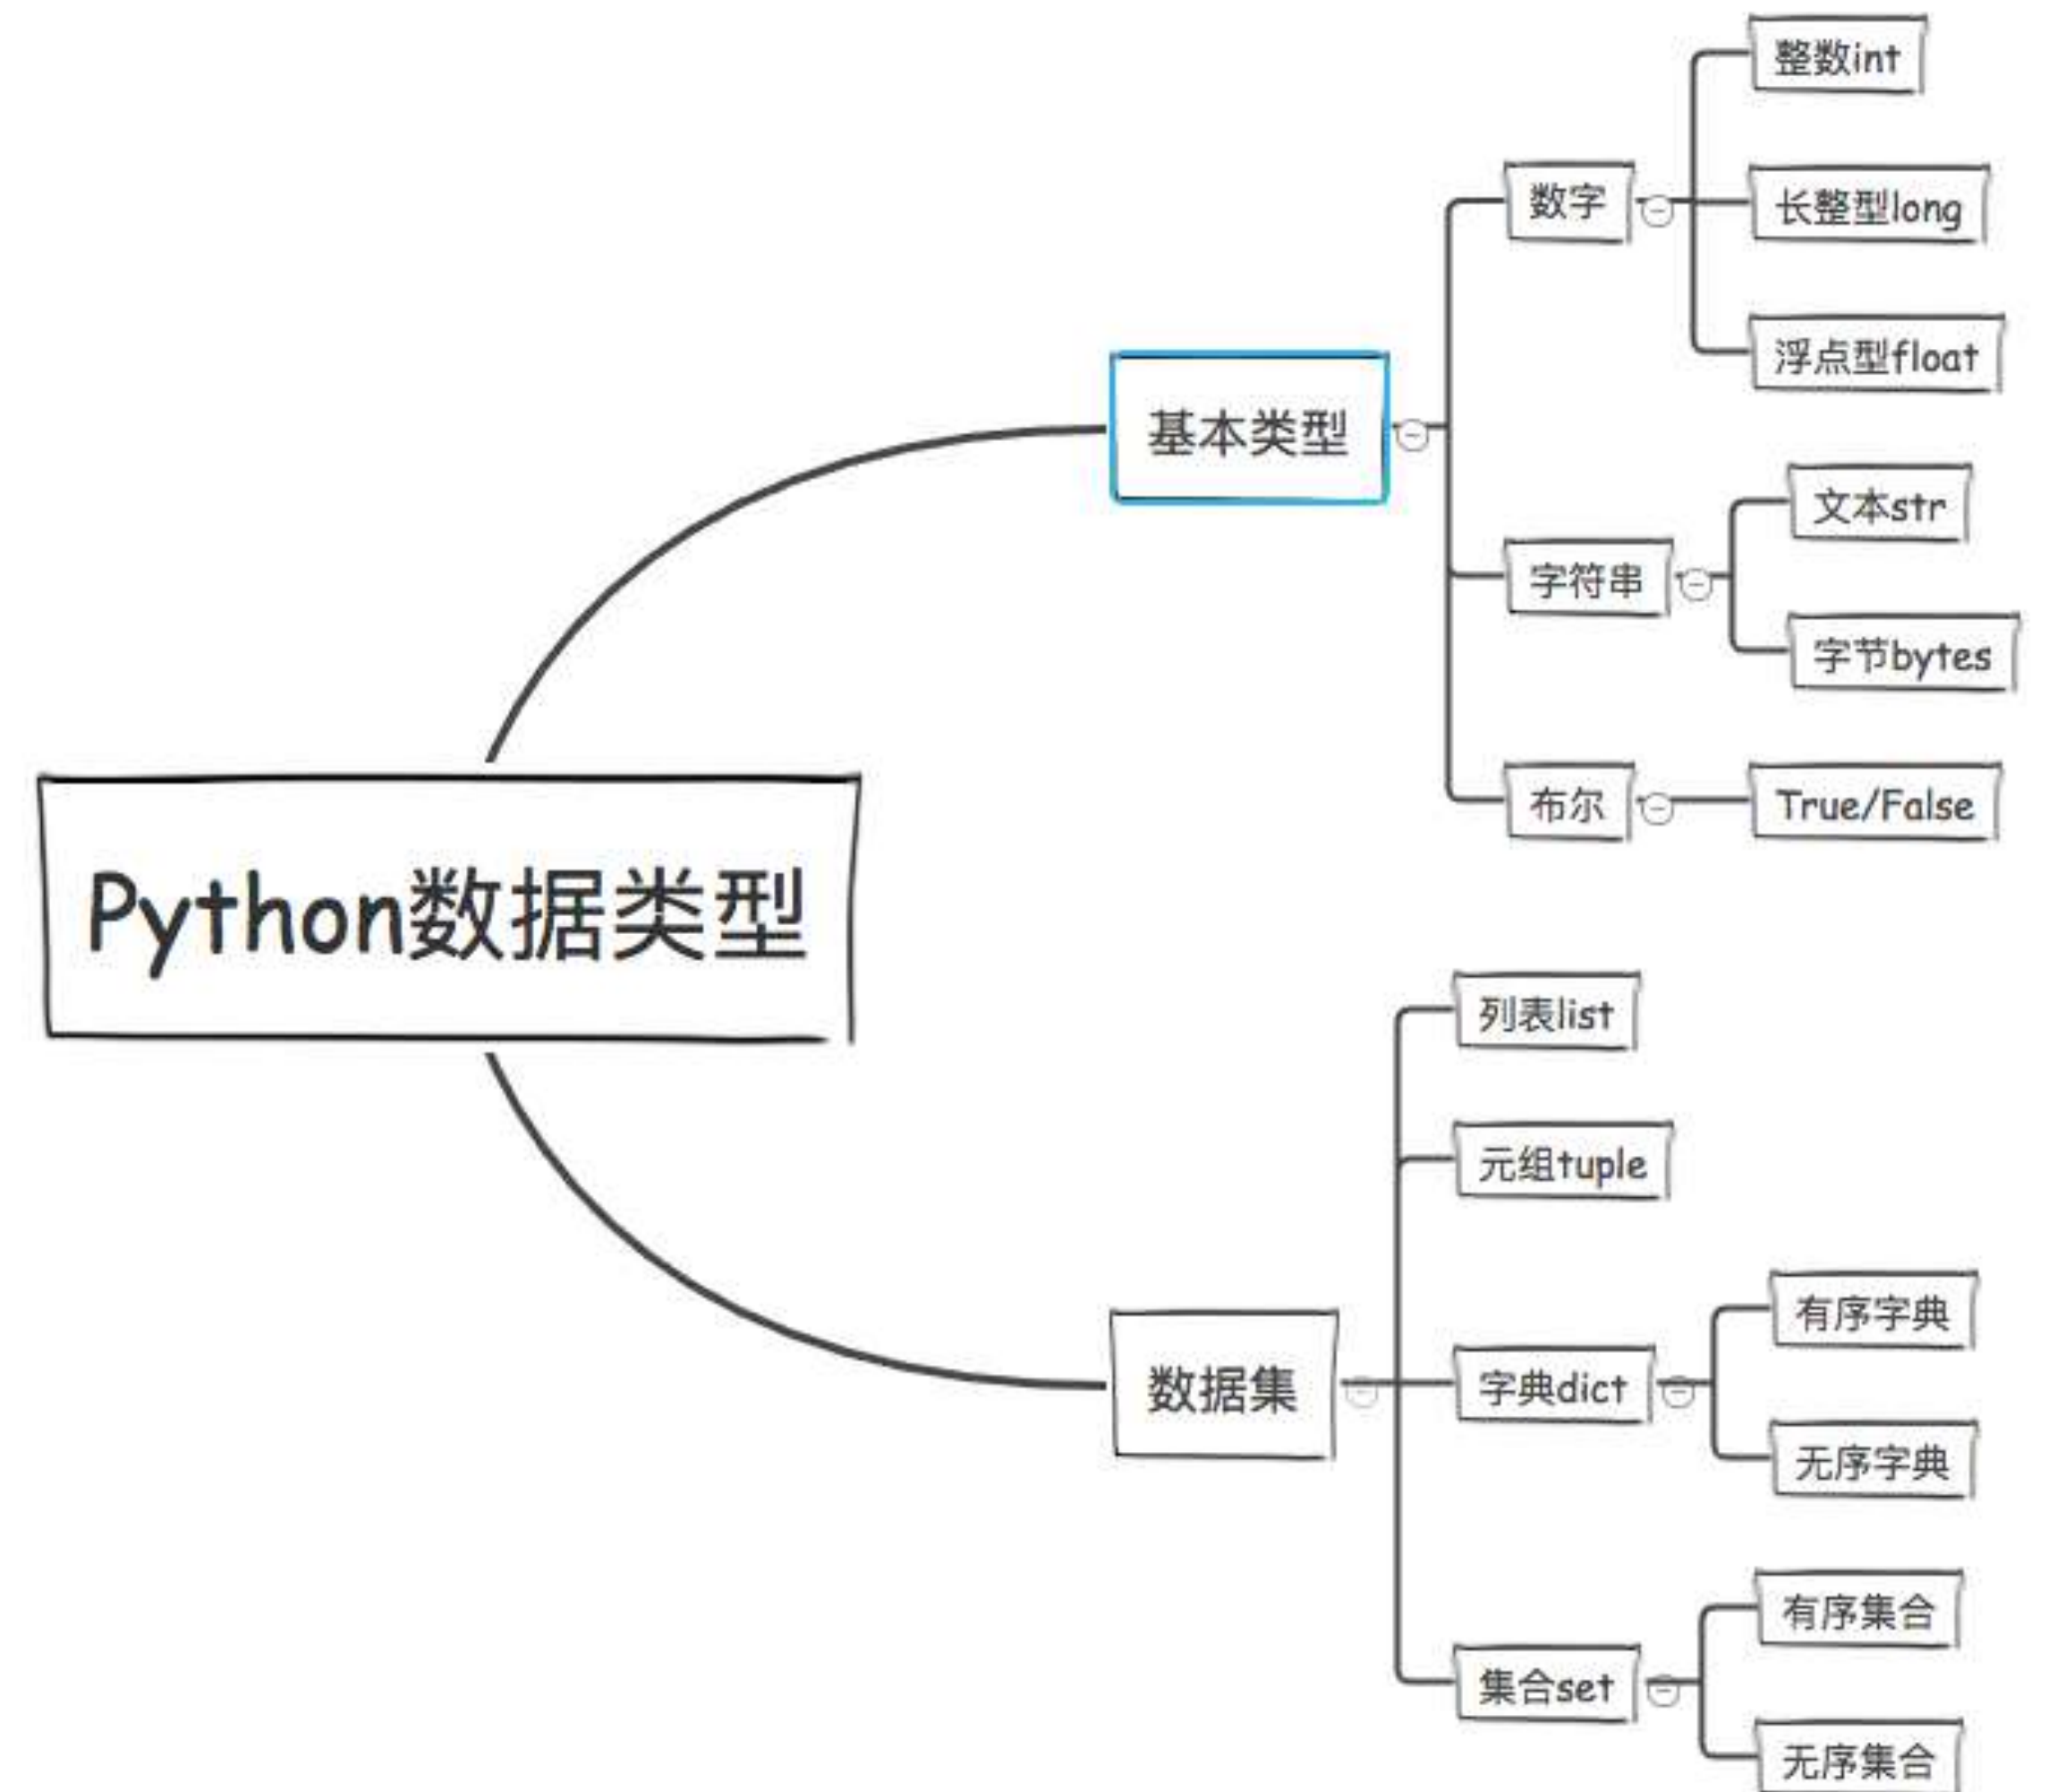 Python数据类型
基本类型
数字
整数int
长整型long
浮点型float
字符串
文本str
字节bytes
布尔
True/False
数据集
列表list
元组tuple
字典dict
有序字典
无序字典
集合set
有序集合
无序集合